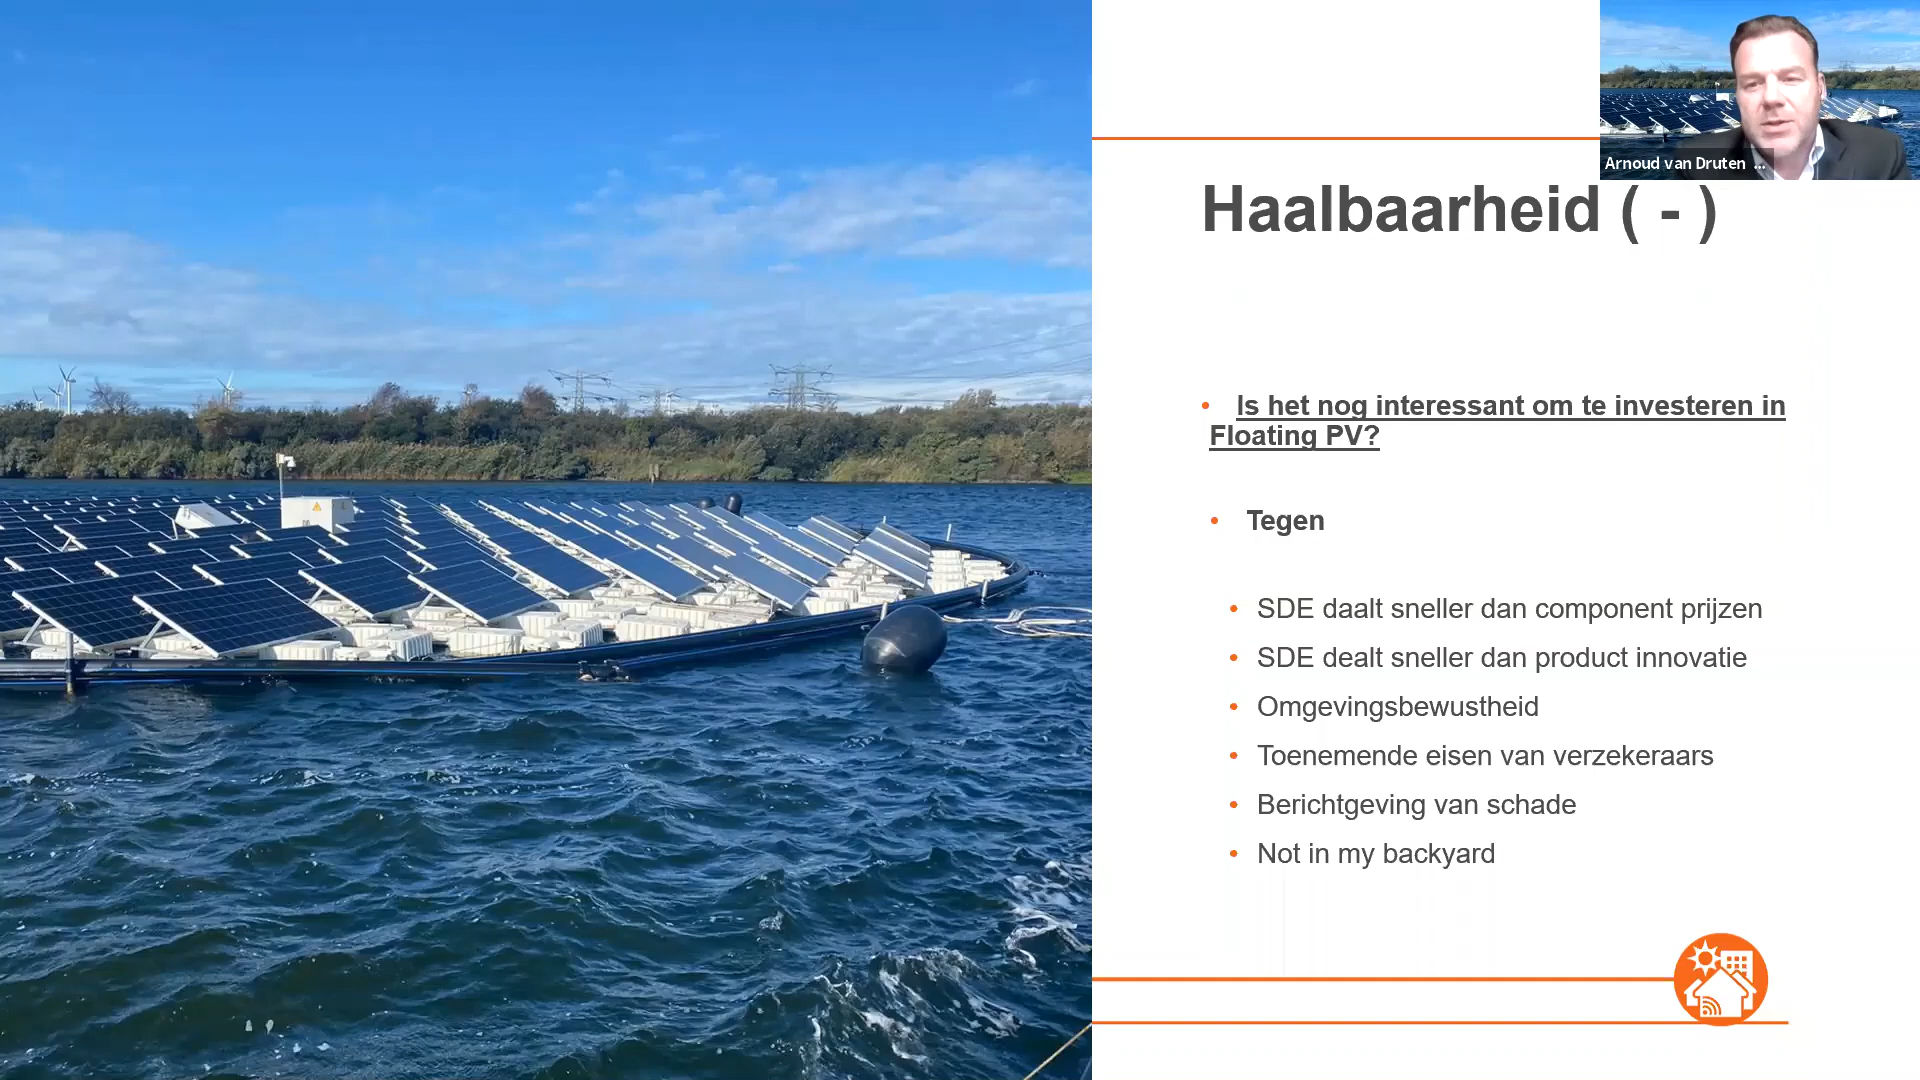 Arnoud van Druten ...
Haalbaarheid ( - )
• Is het nog interessant om te investeren in
Floating PV?
• Tegen
• SDE daalt sneller dan component prijzen
• SDE dealt sneller dan product innovatie
• Omgevingsbewustheid
• Toenemende eisen van verzekeraars
• Berichtgeving van schade
• Not in my backyard